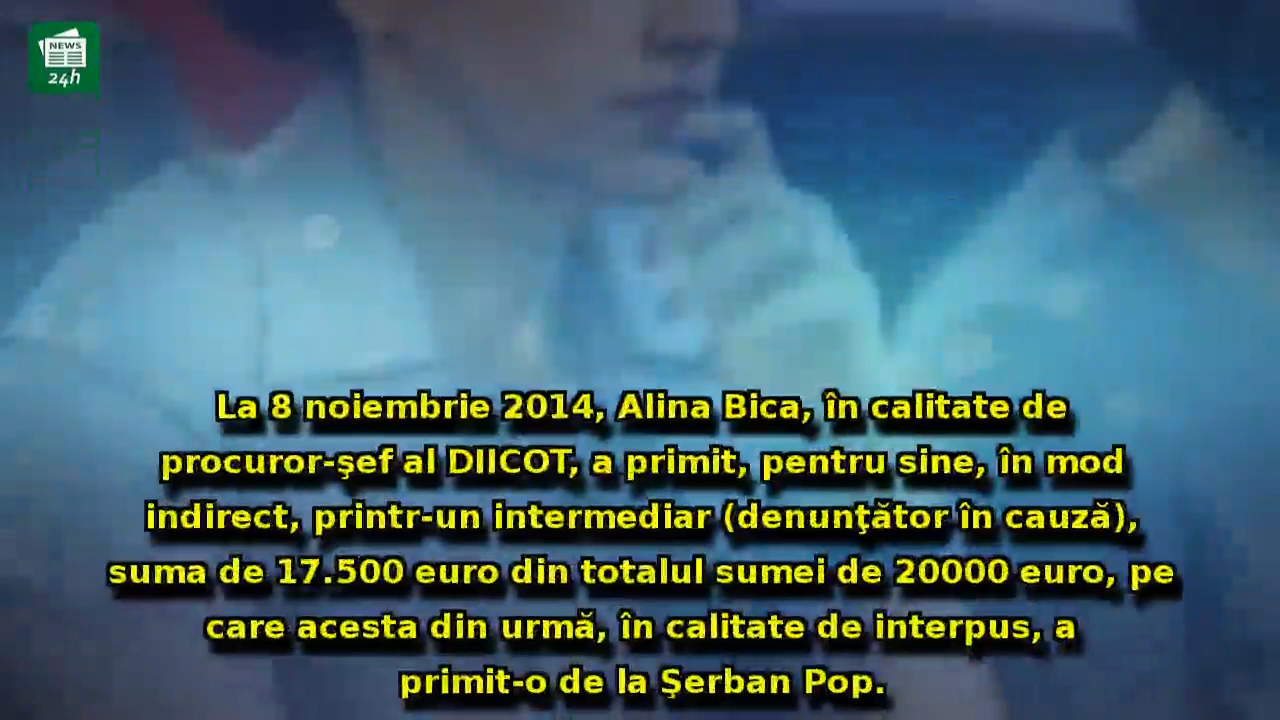 NEWS
24h
La 8 noiembrie 2014, Alina Bica, în calitate de
procuror-şef al DIICOT, a primit, pentru sine, în mod
indirect, printr-un intermediar (denunţător în cauză),
suma de 17.500 euro din totalul sumei de 20000 euro, pe
care acesta din urmă, în calitate de interpus, a
primit-o de la Şerban Pop.